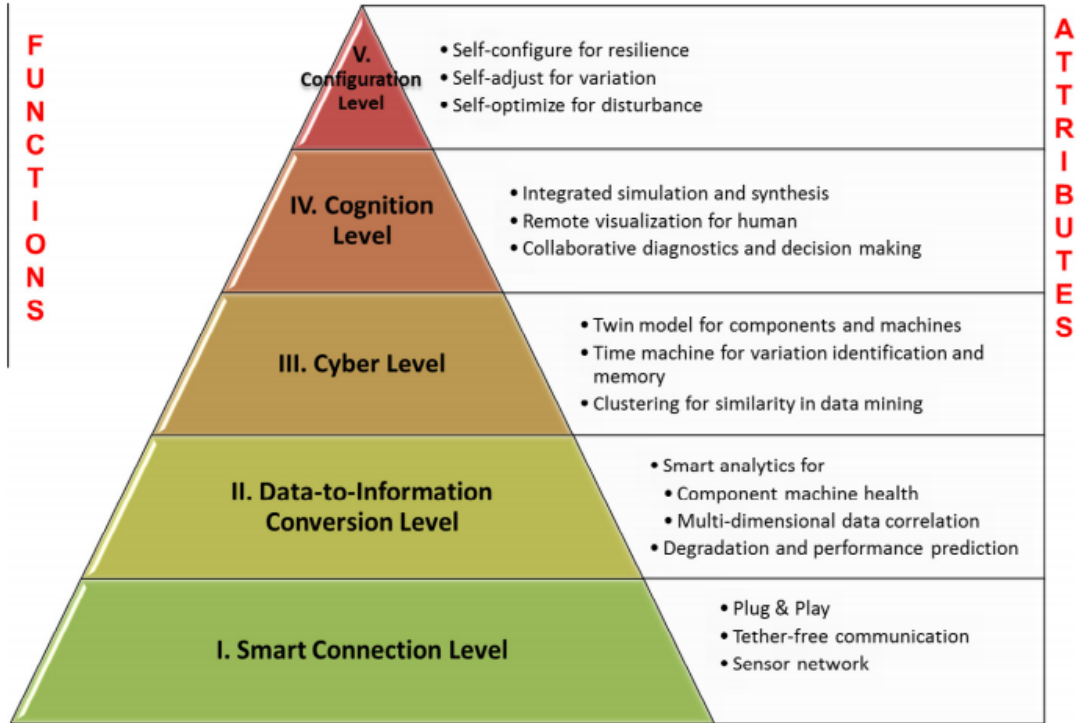 FUNCTIONS
ATTRIBUTES
V.
Configuration
Level
• Self-configure for resilience
• Self-adjust for variation
• Self-optimize for disturbance
IV. Cognition
Level
• Integrated simulation and synthesis
• Remote visualization for human
• Collaborative diagnostics and decision making
III. Cyber Level
• Twin model for components and machines
• Time machine for variation identification and
memory
• Clustering for similarity in data mining
II. Data-to-Information
Conversion Level
• Smart analytics for
• Component machine health
• Multi-dimensional data correlation
• Degradation and performance prediction
I. Smart Connection Level
• Plug & Play
• Tether-free communication
• Sensor network